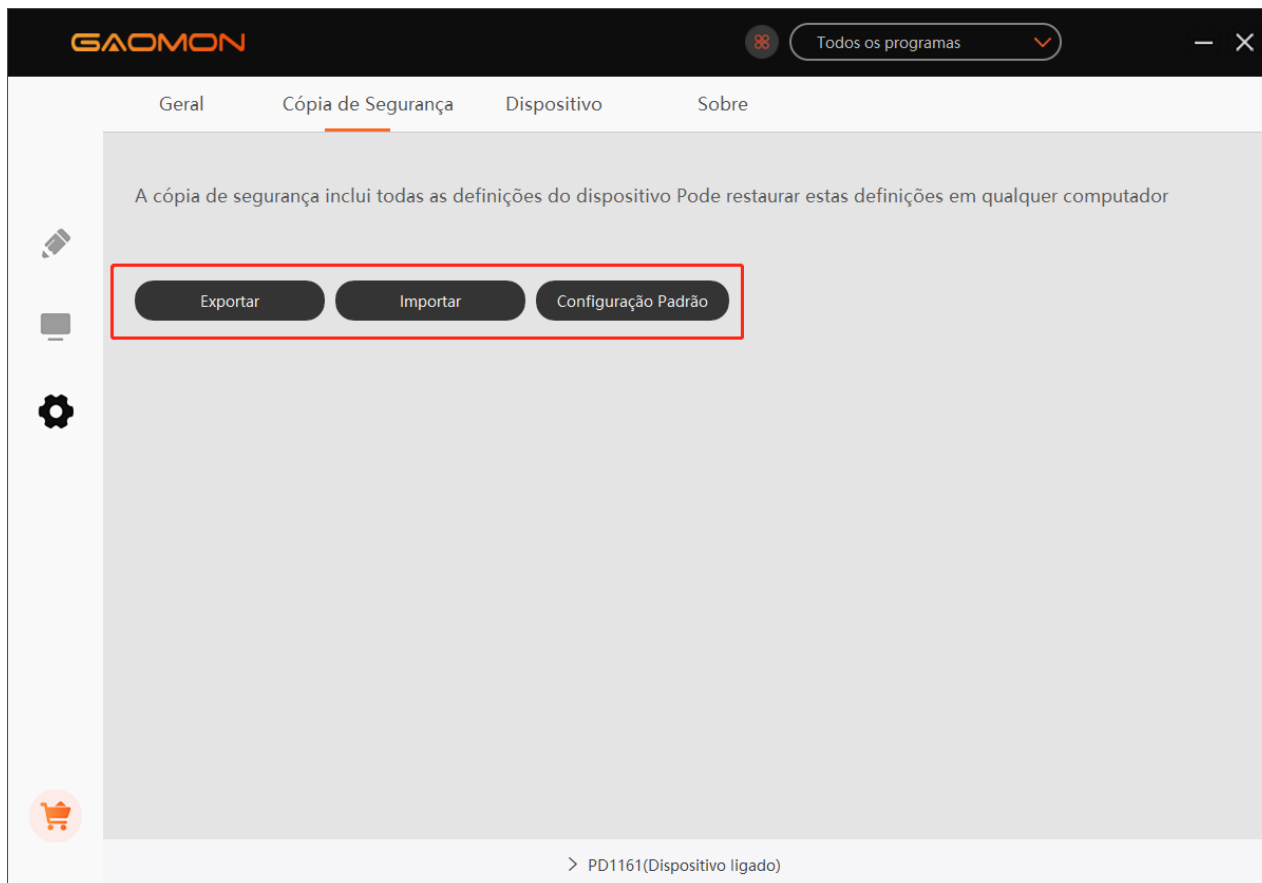 GAOMON
Todos os programas
Geral Cópia de Segurança Dispositivo Sobre
A cópia de segurança inclui todas as definições do dispositivo Pode restaurar estas definições em qualquer computador
Exportar Importar Configuração Padrão
PD1161(Dispositivo ligado)